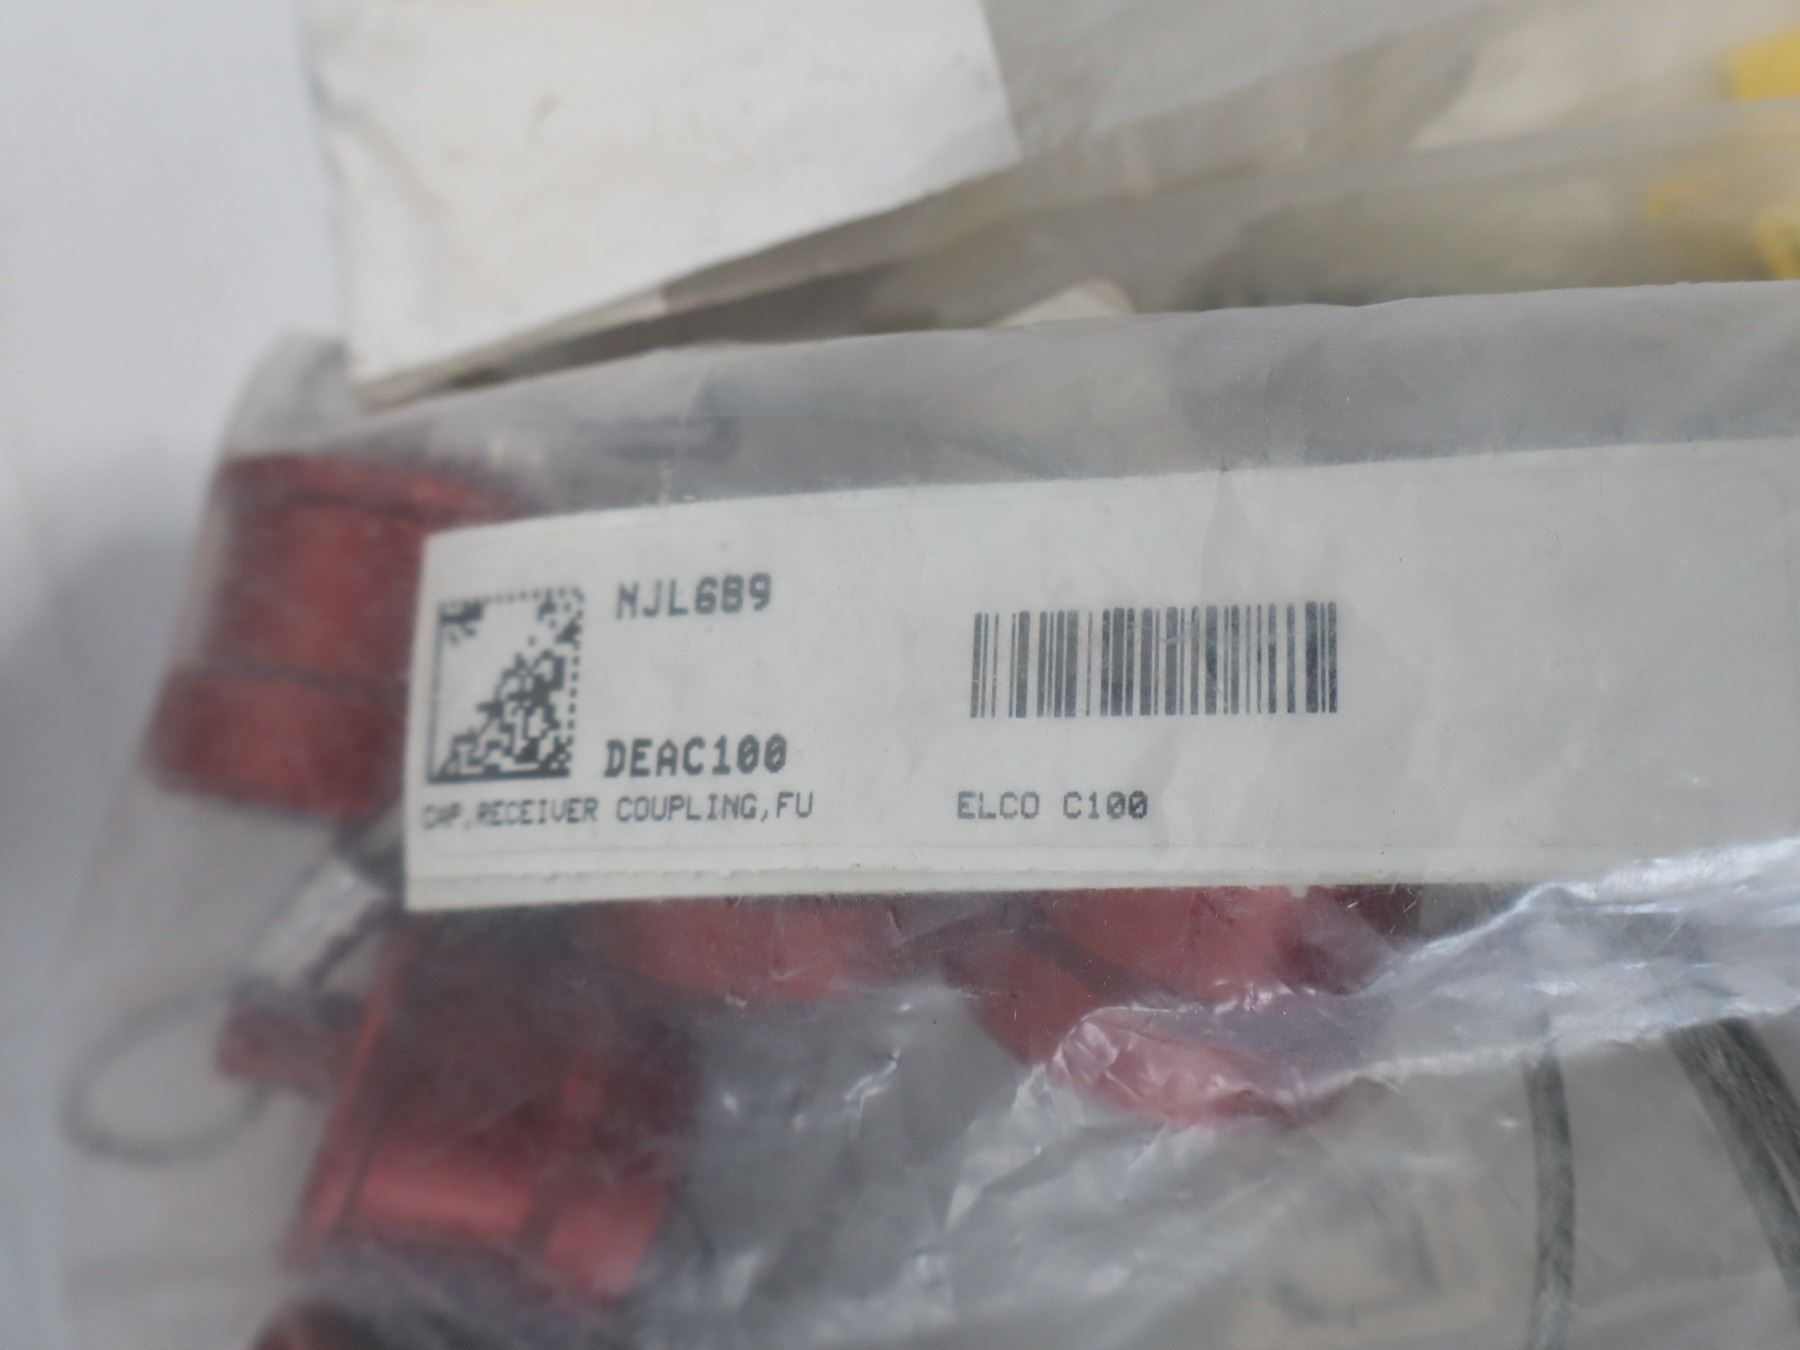 NJL6B9
DEAC100
CAP,RECEIVER COUPLING,FU
ELCO C100